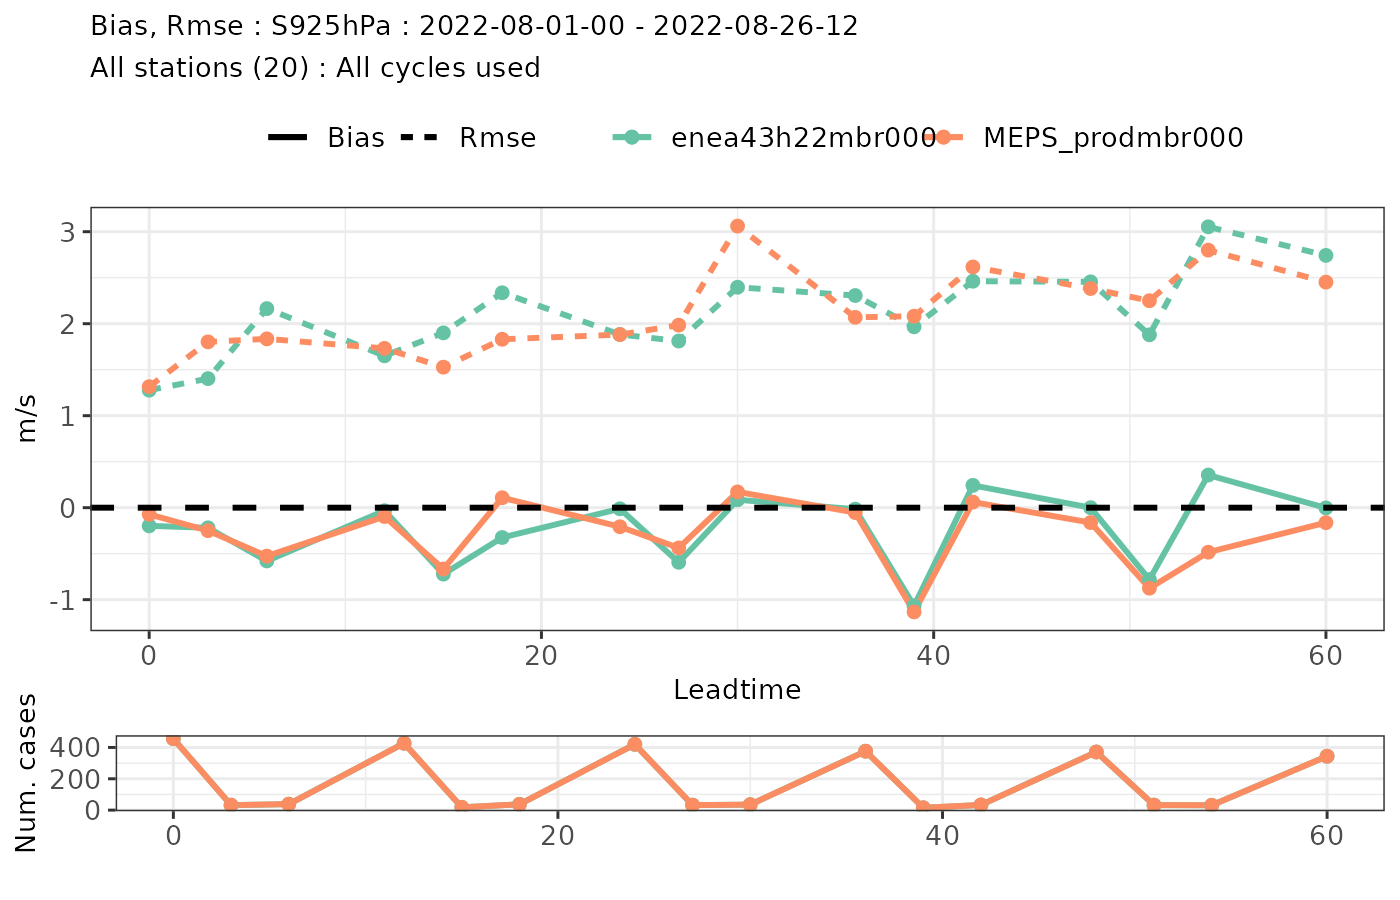 Bias, Rmse : S925hPa : 2022-08-01-00 - 2022-08-26-12
All stations (20) : All cycles used
Bias Rmse enea43h22mbr000 MEPS_prodmbr000
3
2
1
0
-1
m/s
0 20 40 60
Leadtime
400
200
0
Num. cases
0 20 40 60